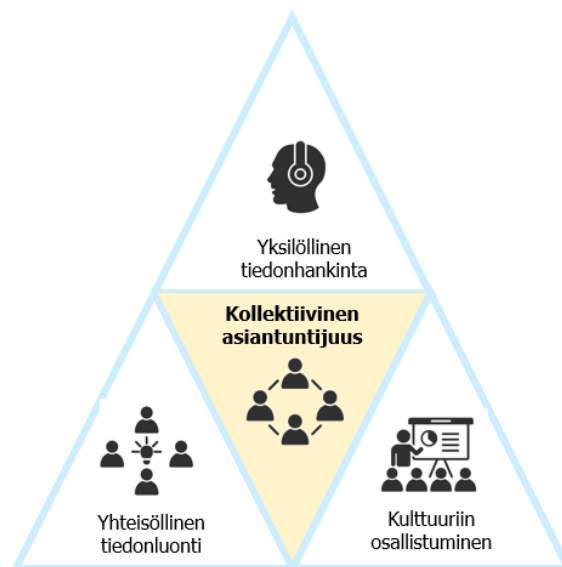 Yksilöllinen
tiedonhankinta
Kollektiivinen
asiantuntijuus
Yhteisöllinen
tiedonluonti
Kulttuuriin
osallistuminen